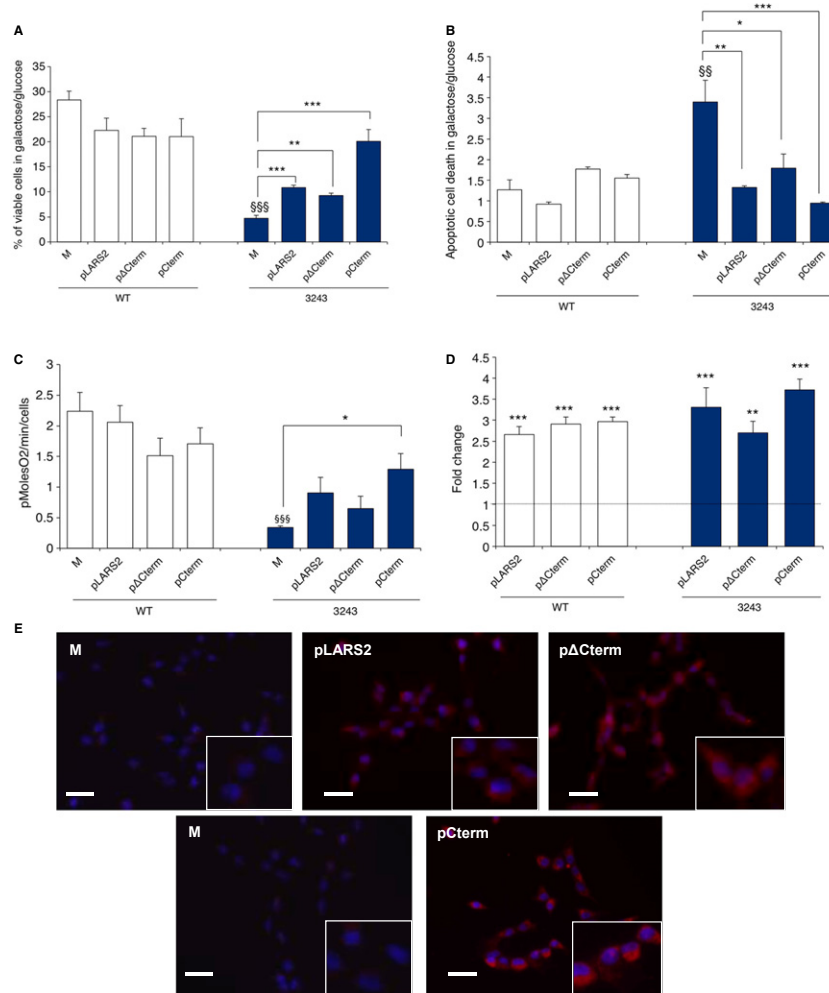 A
% of viable cells in galactose/glucose
35
30
25
20
15
10
5
0
***
**
***
§§§
M
pLARS2
pΔCterm
pCterm
M
pLARS2
pΔCterm
pCterm
WT
3243
B
Apoptotic cell death in galactose/glucose
4.5
4
3.5
3
2.5
2
1.5
1
0.5
0
***
*
**
§§
M
pLARS2
pΔCterm
pCterm
M
pLARS2
pΔCterm
pCterm
WT
3243
C
pMolesO2/min/cells
3
2.5
2
1.5
1
0.5
0
*
§§§
M
pLARS2
pΔCterm
pCterm
M
pLARS2
pΔCterm
pCterm
WT
3243
D
Fold change
4.5
4
3.5
3
2.5
2
1.5
1
0.5
0
*** *** *** *** ** ***
pLARS2
pΔCterm
pCterm
pLARS2
pΔCterm
pCterm
WT
3243
E
M
pLARS2
pΔCterm
M
pCterm